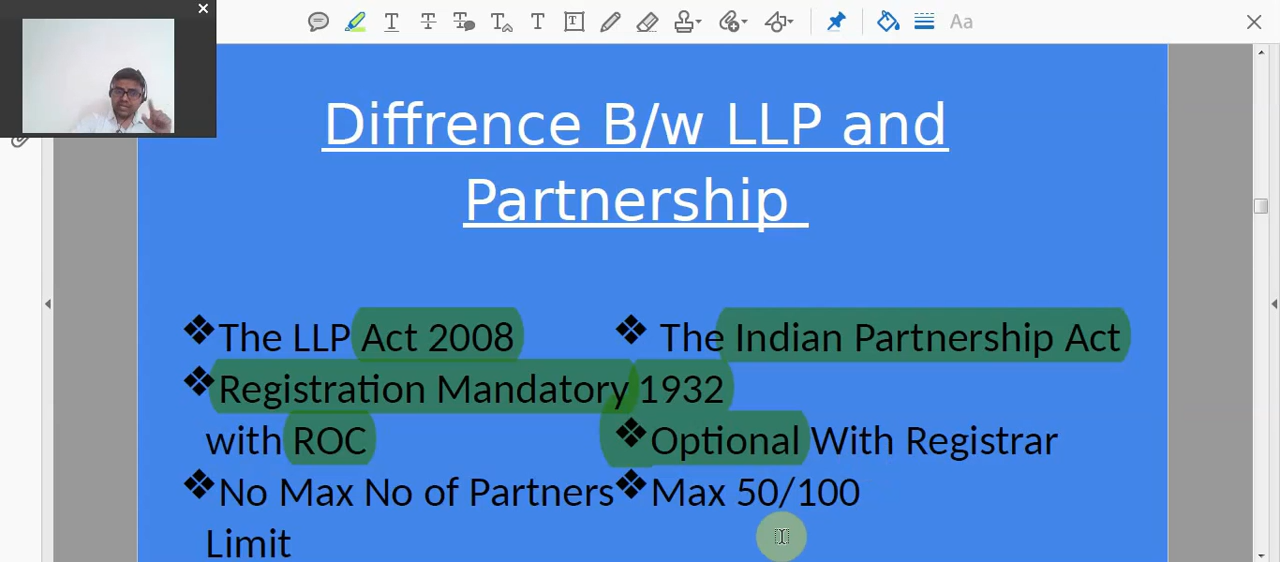 Diffrence B/w LLP and
Partnership
❖The LLP Act 2008
❖Registration Mandatory
with ROC
❖No Max No of Partners
Limit
❖ The Indian Partnership Act
1932
❖Optional With Registrar
❖Max 50/100